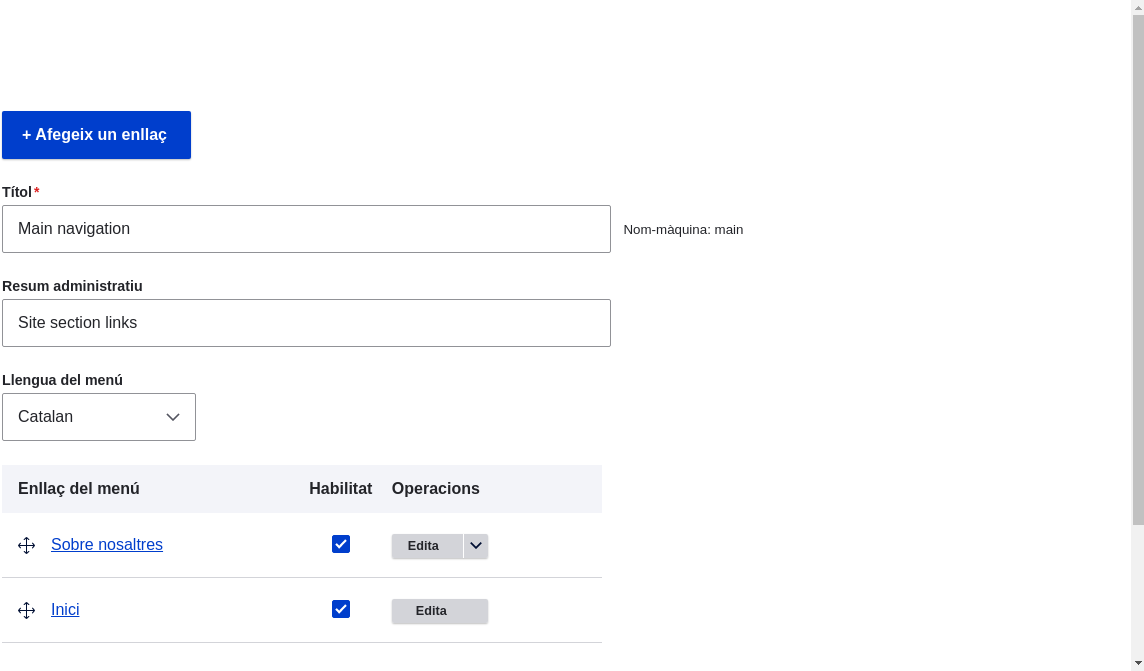 + Afegeix un enllaç
Títol*
Main navigation
Nom-màquina: main
Resum administratiu
Site section links
Llengua del menú
Catalan
Enllaç del menú Habilitat Operacions
Sobre nosaltres Edita
Inici Edita